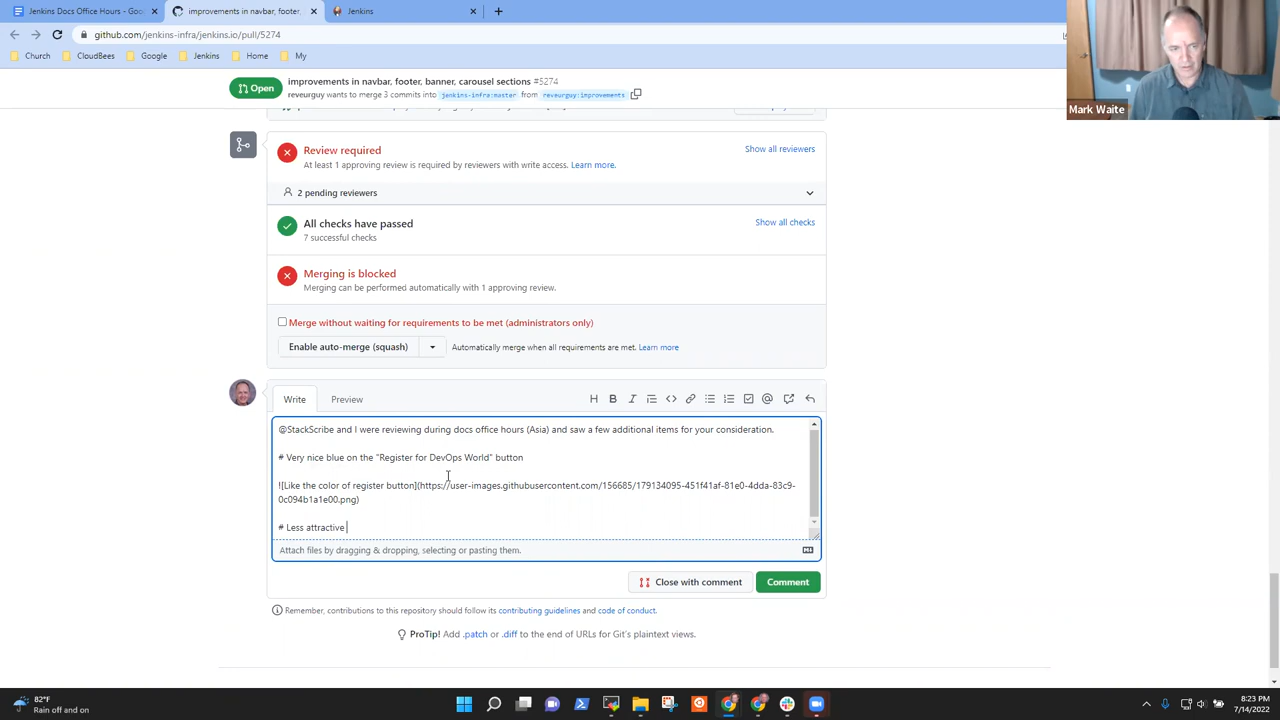 Jenkins Docs Office Hours - Goo
improvements in navbar, footer,
Jenkins
github.com/jenkins-infra/jenkins.io/pull/5274
Church
CloudBees
Google
Jenkins
Home
My
Mark Waite
Open
improvements in navbar, footer, banner, carousel sections #5274
reveurguy wants to merge 3 commits into jenkins-infra:master from reveurguy:improvements
Review required
Show all reviewers
At least 1 approving review is required by reviewers with write access. Learn more.
2 pending reviewers
All checks have passed
Show all checks
7 successful checks
Merging is blocked
Merging can be performed automatically with 1 approving review.
Merge without waiting for requirements to be met (administrators only)
Enable auto-merge (squash)
Automatically merge when all requirements are met. Learn more
Write
Preview
@StackScribe and I were reviewing during docs office hours (Asia) and saw a few additional items for your consideration.
# Very nice blue on the "Register for DevOps World" button
![Like the color of register button](https://user-images.githubusercontent.com/156685/179134095-451f41af-81e0-4dda-83c9-
0c094b1a1e00.png)
# Less attractive
Attach files by dragging & dropping, selecting or pasting them.
Close with comment
Comment
Remember, contributions to this repository should follow its contributing guidelines and code of conduct.
ProTip! Add .patch or .diff to the end of URLs for Git's plaintext views.
82°F
Rain off and on
8:23 PM
7/14/2022